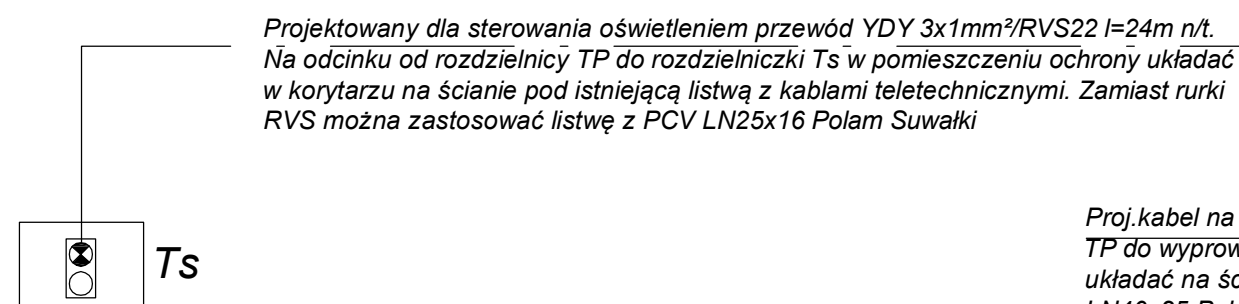 Projektowany dla sterowania oświetleniem przewód YDY 3x1mm²/RVS22 l=24m n/t.
Na odcinku od rozdzielnicy TP do rozdzielniczki Ts w pomieszczeniu ochrony układać
w korytarzu na ścianie pod istniejącą listwą z kablami teletechnicznymi. Zamiast rurki
RVS można zastosować listwę z PCV LN25x16 Polam Suwałki
Ts
Proj.kabel na
TP do wyprow
układać na śc